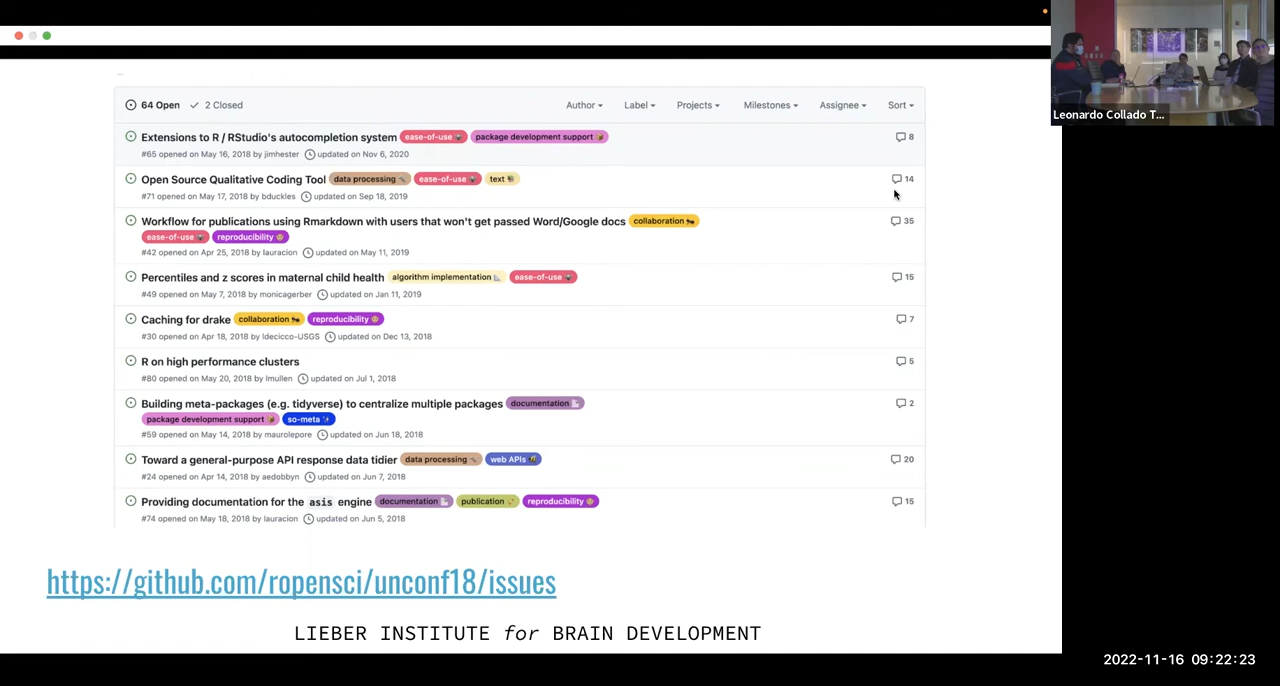 64 Open 2 Closed Author Label Projects Milestones Assignee Sort
Extensions to R / RStudio's autocompletion system ease-of-use package development support 8
#65 opened on May 16, 2018 by jimhester updated on Nov 6, 2020
Open Source Qualitative Coding Tool data processing ease-of-use text 14
#71 opened on May 17, 2018 by bduckles updated on Sep 18, 2019
Workflow for publications using Rmarkdown with users that won't get passed Word/Google docs collaboration 35
ease-of-use reproducibility
#42 opened on Apr 25, 2018 by lauracion updated on May 11, 2019
Percentiles and z scores in maternal child health algorithm implementation ease-of-use 15
#49 opened on May 7, 2018 by monicagerber updated on Jan 11, 2019
Caching for drake collaboration reproducibility 7
#30 opened on Apr 18, 2018 by ldecicco-USGS updated on Dec 13, 2018
R on high performance clusters 5
#80 opened on May 20, 2018 by lmullen updated on Jul 1, 2018
Building meta-packages (e.g. tidyverse) to centralize multiple packages documentation 2
package development support so-meta
#59 opened on May 14, 2018 by maurolepore updated on Jun 18, 2018
Toward a general-purpose API response data tidier data processing web APIs 20
#24 opened on Apr 14, 2018 by aedobbyn updated on Jun 7, 2018
Providing documentation for the asis engine documentation publication reproducibility 15
#74 opened on May 18, 2018 by lauracion updated on Jun 5, 2018
https://github.com/ropensci/unconf18/issues
LIEBER INSTITUTE for BRAIN DEVELOPMENT
Leonardo Collado T...
2022-11-16 09:22:23